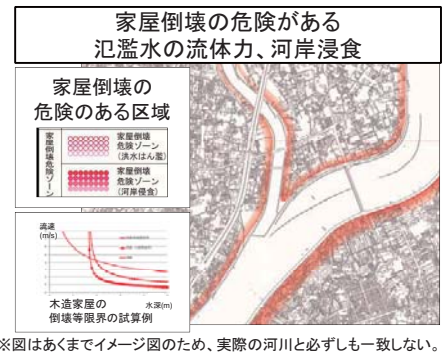 家屋倒壊の危険がある
氾濫水の流体力、河岸浸食
家屋倒壊の
危険のある区域
家屋倒壊危険ゾーン
家屋倒壊
危険ゾーン
(洪水はん濫)
家屋倒壊
危険ゾーン
(河岸侵食)
流速
(m/s)
木造家屋の
倒壊等限界の試算例
水深(m)
※図はあくまでイメージ図のため、実際の河川と必ずしも一致しない。